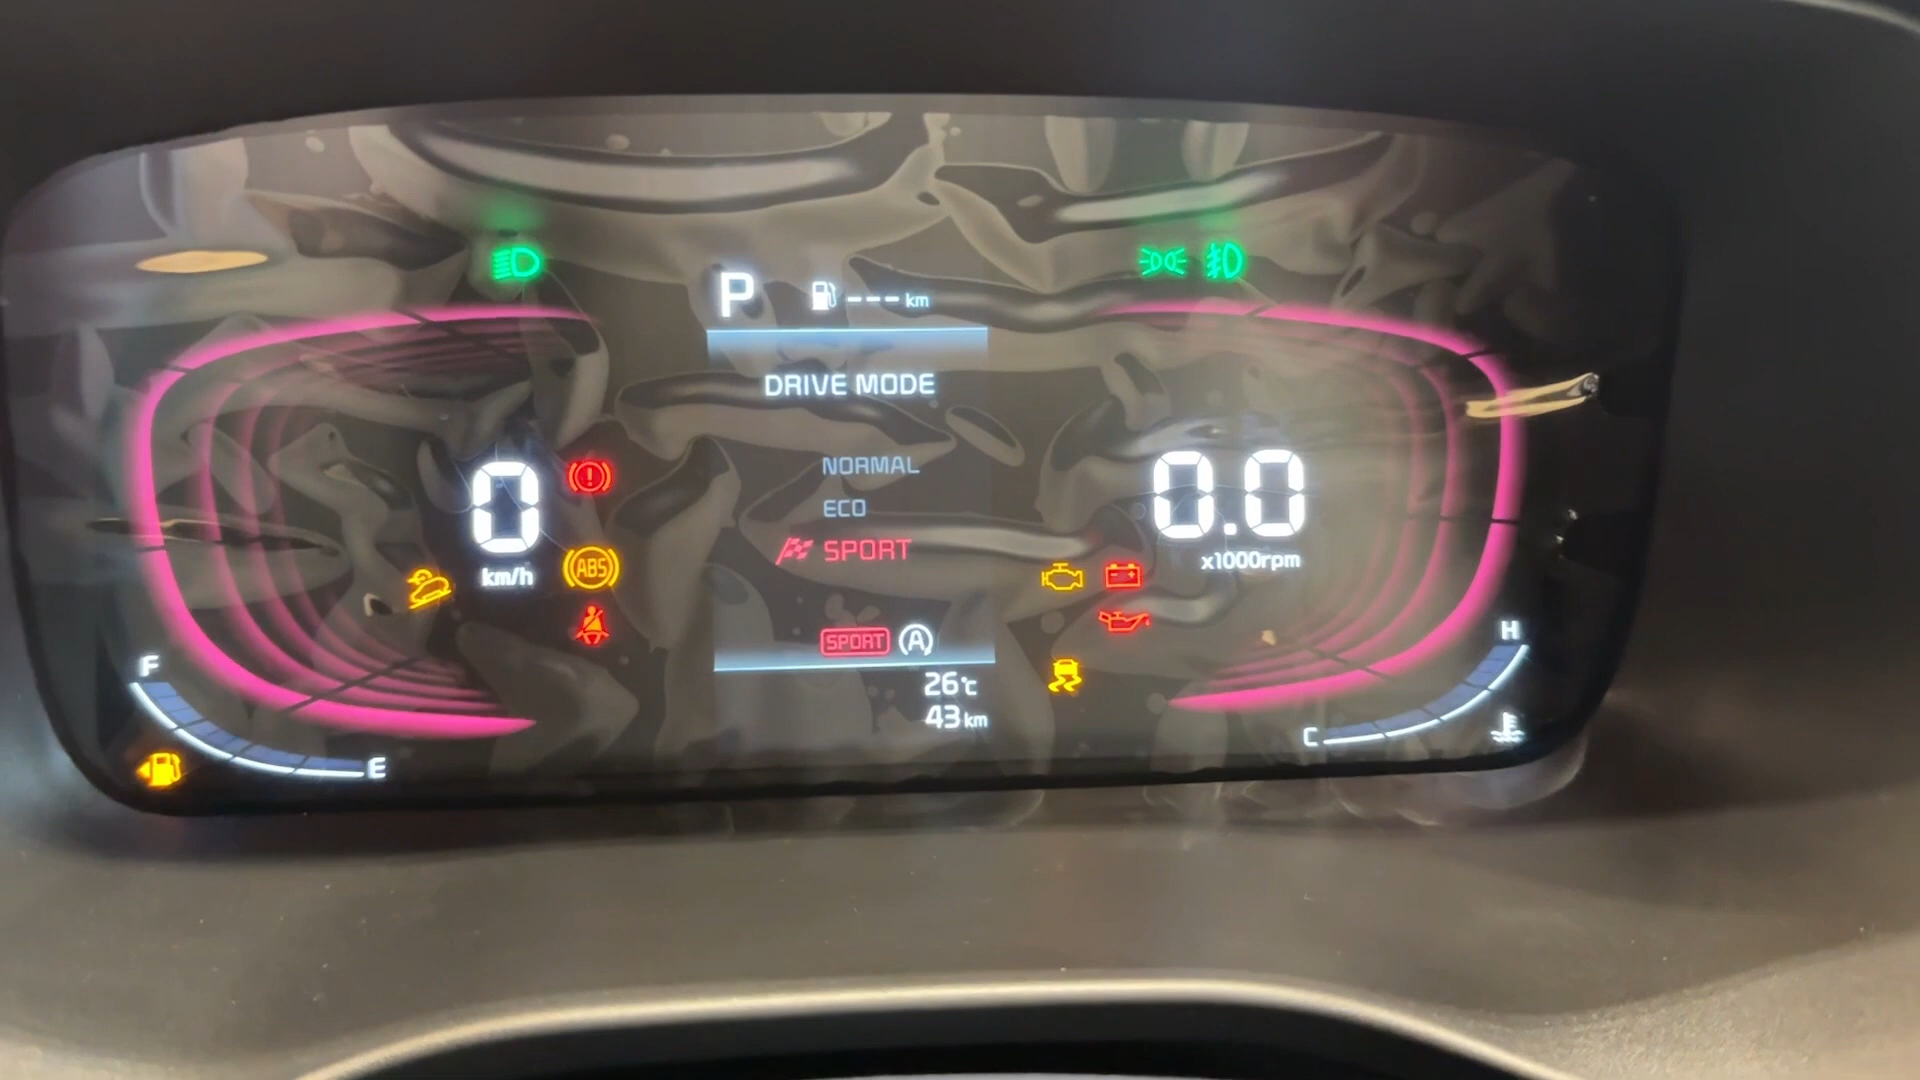 P --- km
DRIVE MODE
NORMAL
ECO
SPORT
0
km/h
ABS
0.0
x1000rpm
SPORT A
26°C
43 km
F
E
H
C